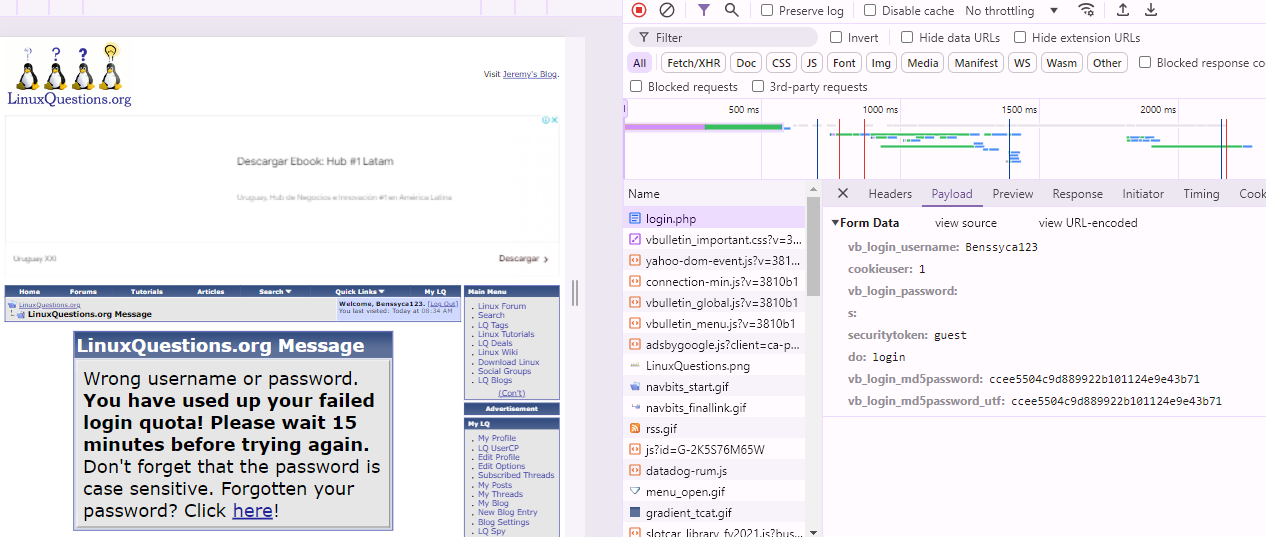 LinuxQuestions.org
Visit Jeremy's Blog.
Descargar Ebook: Hub #1 Latam
Uruguay, Hub de Negocios e Innovación #1 en América Latina
Uruguay XXI
Descargar
Home Forums Tutorials Articles Search Quick Links My LQ
LinuxQuestions.org
LinuxQuestions.org Message
Welcome, Benssyca123. [Log Out]
You last visited: Today at 08:34 AM
LinuxQuestions.org Message
Wrong username or password.
You have used up your failed
login quota! Please wait 15
minutes before trying again.
Don't forget that the password is
case sensitive. Forgotten your
password? Click here!
Main Menu
Linux Forum
Search
LQ Tags
Linux Tutorials
LQ Deals
Linux Wiki
Download Linux
Social Groups
LQ Blogs
(Con't)
Advertisement
My LQ
My Profile
LQ UserCP
Edit Profile
Edit Options
Subscribed Threads
My Posts
My Threads
My Blog
New Blog Entry
Blog Settings
LQ Spy
Preserve log Disable cache No throttling
Filter Invert Hide data URLs Hide extension URLs
All Fetch/XHR Doc CSS JS Font Img Media Manifest WS Wasm Other Blocked response co
Blocked requests 3rd-party requests
500 ms 1000 ms 1500 ms 2000 ms
Name
login.php
vbulletin_important.css?v=3...
yahoo-dom-event.js?v=381...
connection-min.js?v=3810b1
vbulletin_global.js?v=3810b1
vbulletin_menu.js?v=3810b1
adsbygoogle.js?client=ca-p...
LinuxQuestions.png
navbits_start.gif
navbits_finallink.gif
rss.gif
js?id=G-2K5S76M65W
datadog-rum.js
menu_open.gif
gradient_tcat.gif
slotcar_library_fy2021.js?bus...
Headers Payload Preview Response Initiator Timing Cook
Form Data view source view URL-encoded
vb_login_username: Benssyca123
cookieuser: 1
vb_login_password:
s:
securitytoken: guest
do: login
vb_login_md5password: ccee5504c9d889922b101124e9e43b71
vb_login_md5password_utf: ccee5504c9d889922b101124e9e43b71